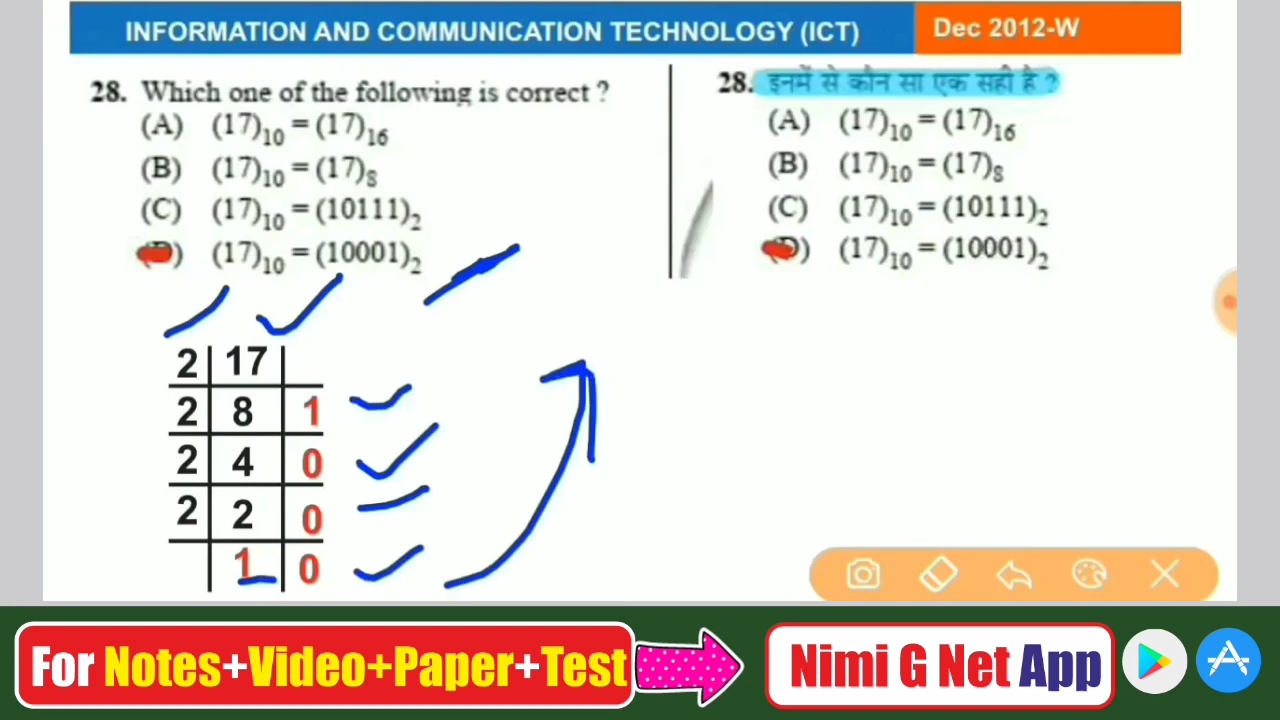 INFORMATION AND COMMUNICATION TECHNOLOGY (ICT) Dec 2012-W
28. Which one of the following is correct ?
(A) (17)₁₀ = (17)₁₆
(B) (17)₁₀ = (17)₈
(C) (17)₁₀ = (10111)₂
) (17)₁₀ = (10001)₂
28. इनमें से कौन सा एक सही है ?
(A) (17)₁₀ = (17)₁₆
(B) (17)₁₀ = (17)₈
(C) (17)₁₀ = (10111)₂
) (17)₁₀ = (10001)₂
2 17
2 8 1
2 4 0
2 2 0
1 0
For Notes+Video+Paper+Test Nimi G Net App